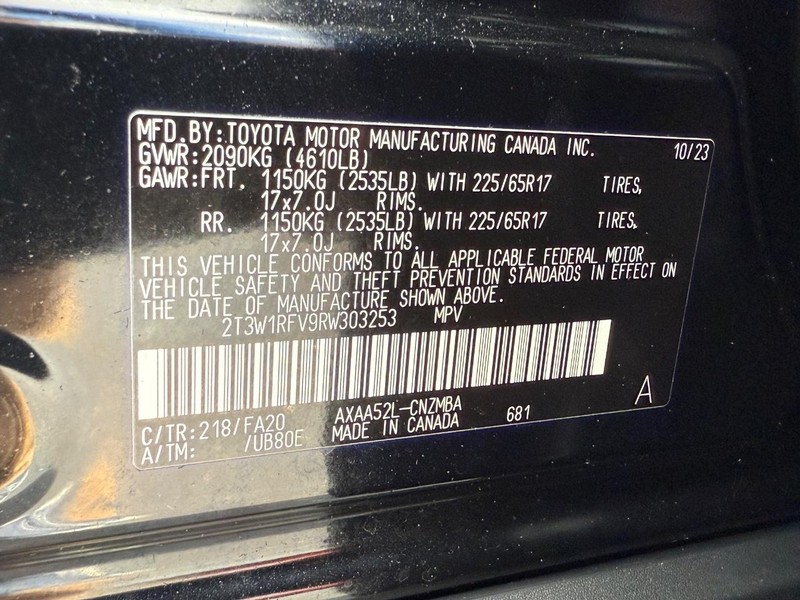 MFD.BY:TOYOTA MOTOR MANUFACTURING CANADA INC. 10/23
GVWR:2090KG (4610LB)
GAWR:FRT. 1150KG (2535LB) WITH 225/65R17 TIRES,
17x7.0J RIMS.
RR. 1150KG (2535LB) WITH 225/65R17 TIRES,
17x7.0J RIMS.
THIS VEHICLE CONFORMS TO ALL APPLICABLE FEDERAL MOTOR
VEHICLE SAFETY AND THEFT PREVENTION STANDARDS IN EFFECT ON
THE DATE OF MANUFACTURE SHOWN ABOVE.
2T3W1RFV9RW303253 MPV
A
C/TR:218/FA20 AXAA52L-CNZMBA 681
A/TM: /UB80E MADE IN CANADA